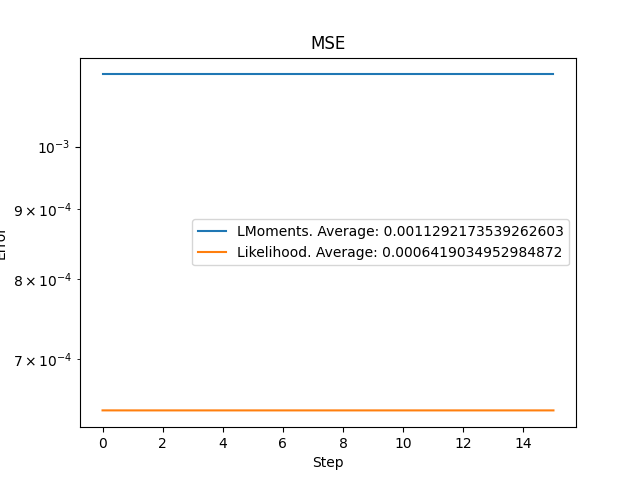 MSE
10⁻³
9 × 10⁻⁴
8 × 10⁻⁴
7 × 10⁻⁴
Error
LMoments. Average: 0.0011292173539262603
Likelihood. Average: 0.0006419034952984872
0 2 4 6 8 10 12 14
Step